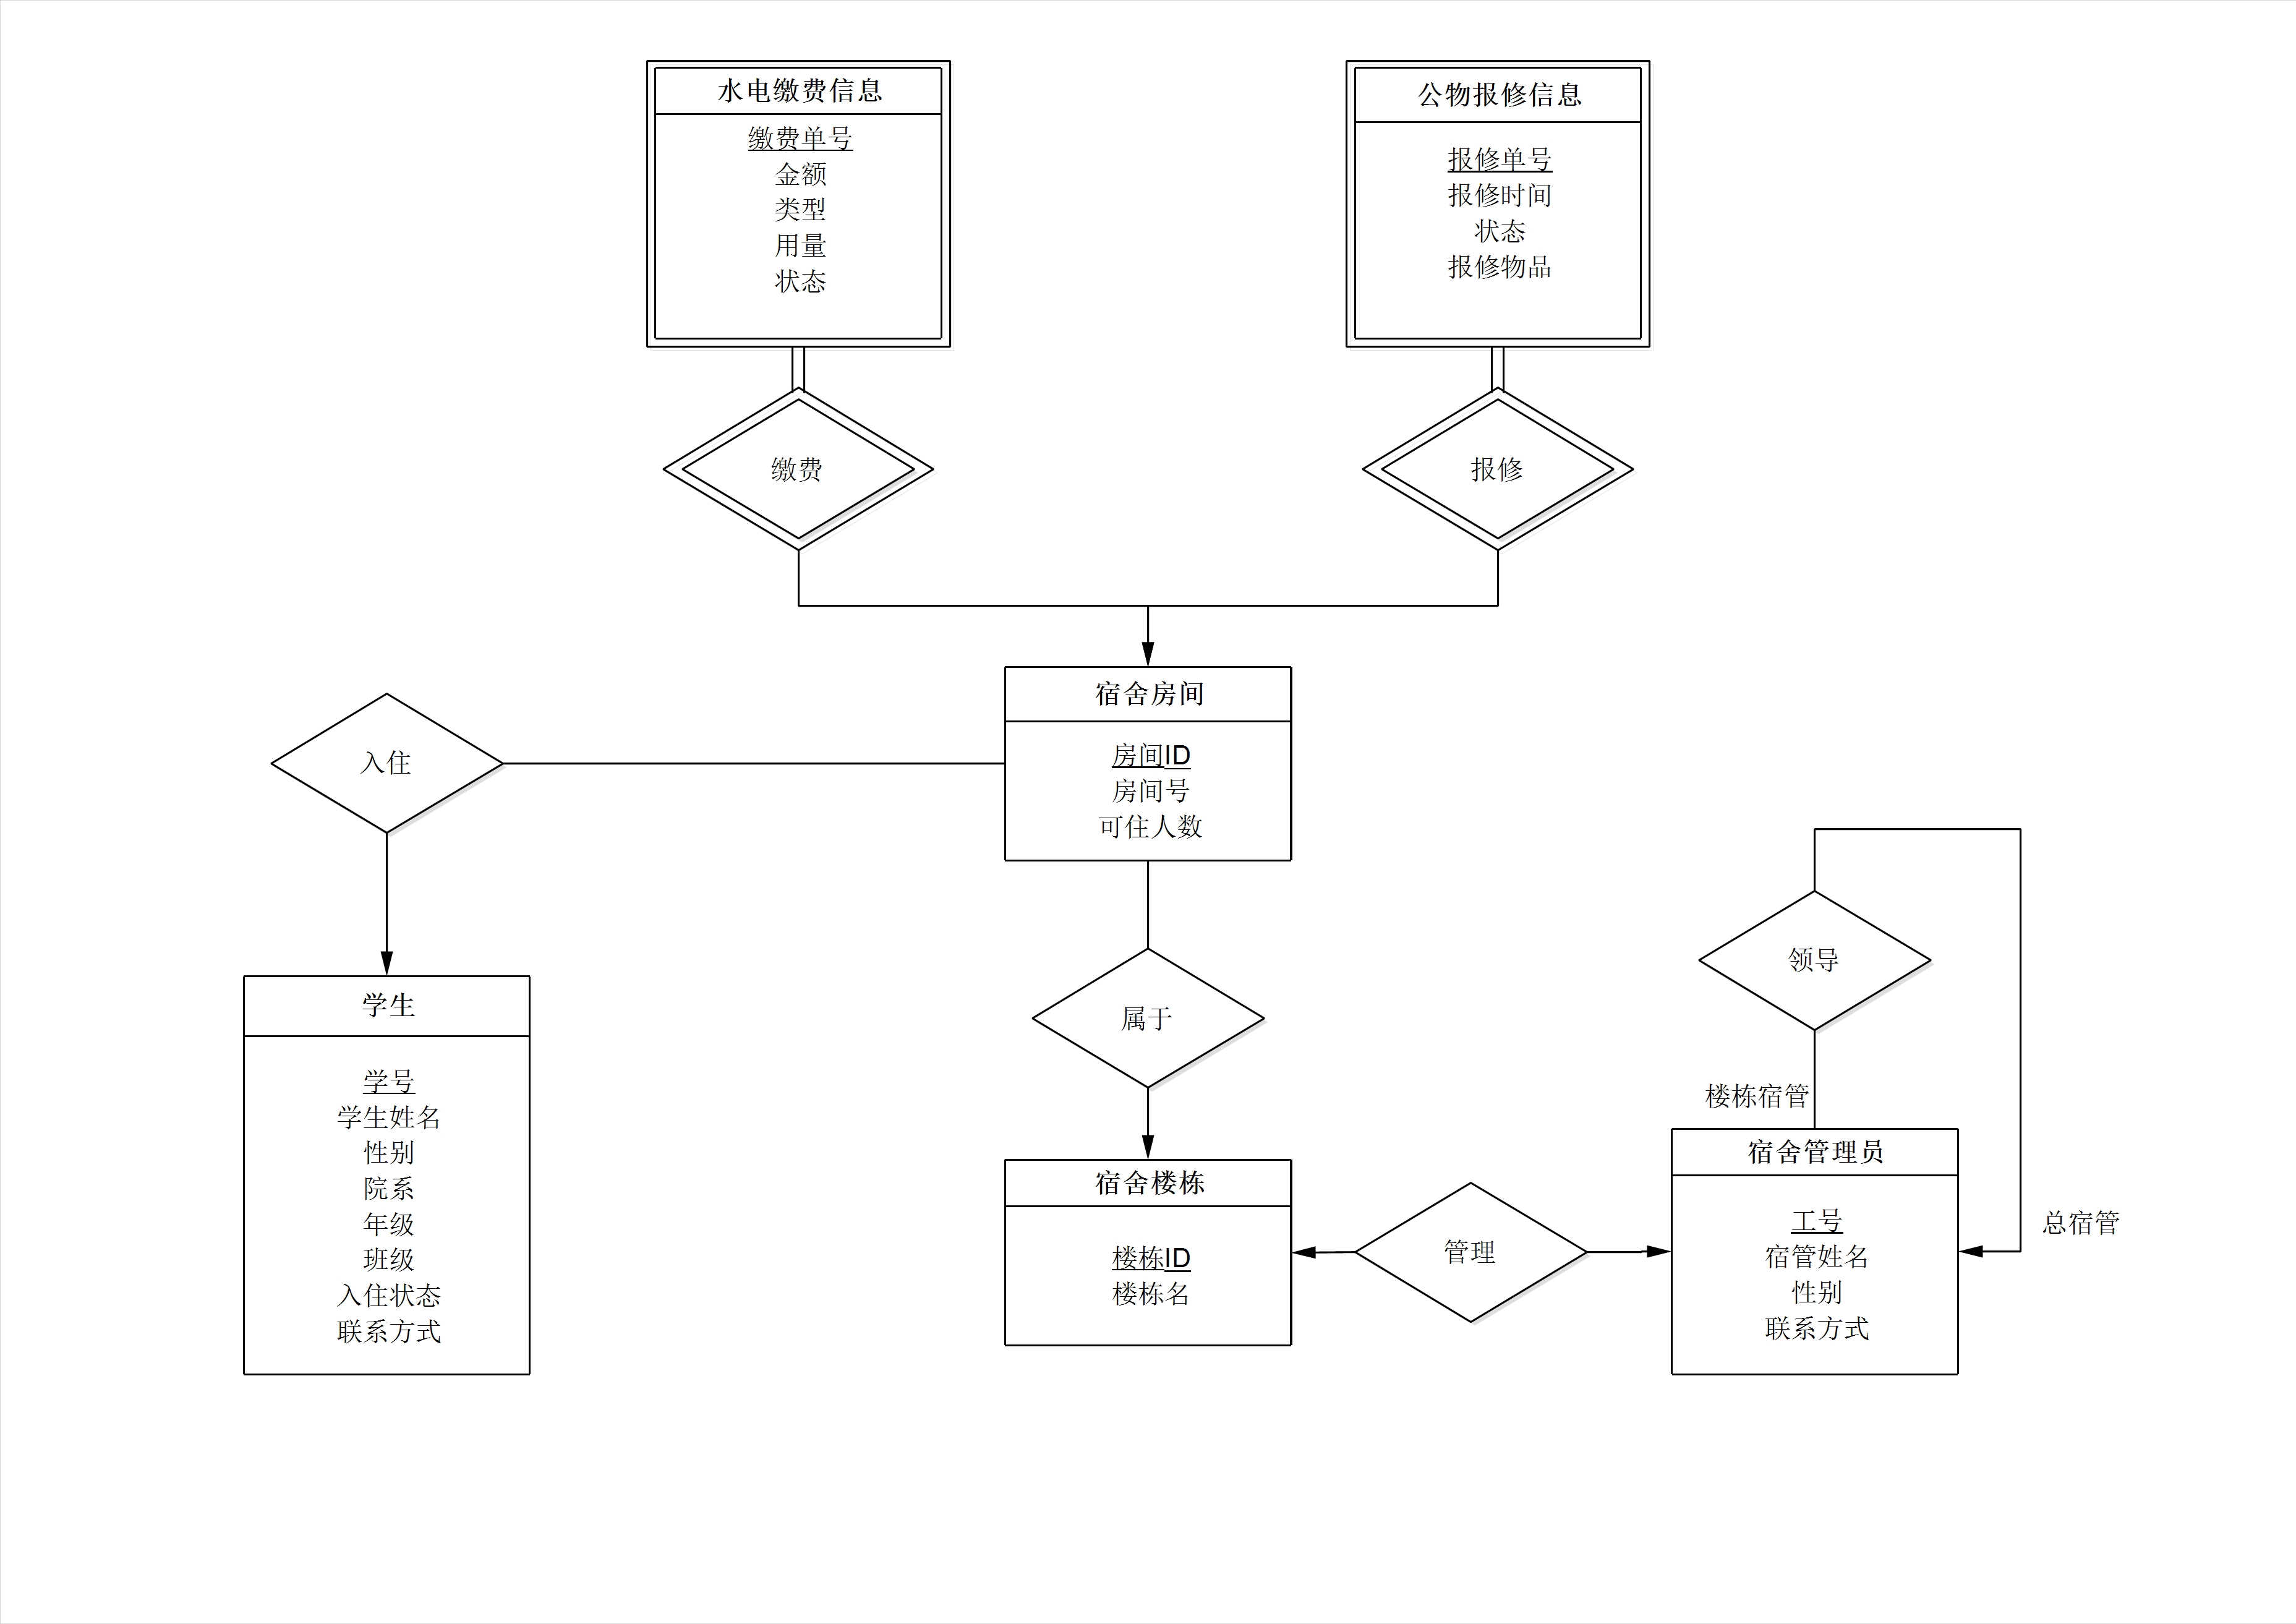 水电缴费信息
缴费单号
金额
类型
用量
状态
公物报修信息
报修单号
报修时间
状态
报修物品
缴费
报修
宿舍房间
房间ID
房间号
可住人数
入住
学生
学号
学生姓名
性别
院系
年级
班级
入住状态
联系方式
属于
宿舍楼栋
楼栋ID
楼栋名
管理
领导
楼栋宿管
宿舍管理员
工号
宿管姓名
性别
联系方式
总宿管